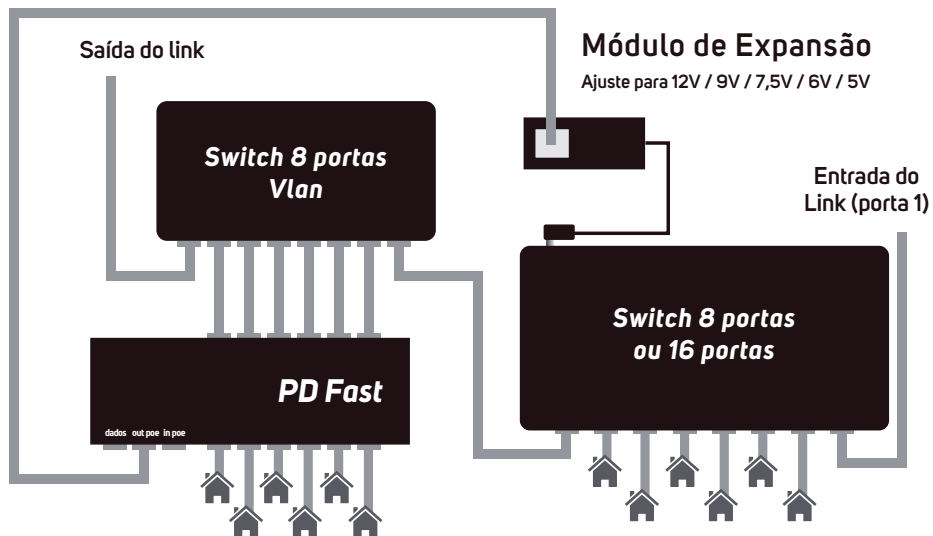 Saída do link
Módulo de Expansão
Ajuste para 12V / 9V / 7,5V / 6V / 5V
Switch 8 portas
Vlan
Entrada do
Link (porta 1)
Switch 8 portas
ou 16 portas
PD Fast
dados out poe in poe